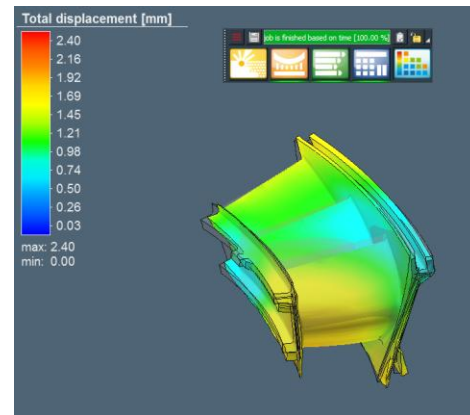 Total displacement [mm]
job is finished based on time [100.00 %]
2.40
2.16
1.92
1.69
1.45
1.21
0.98
0.74
0.50
0.26
0.03
max: 2.40
min: 0.00